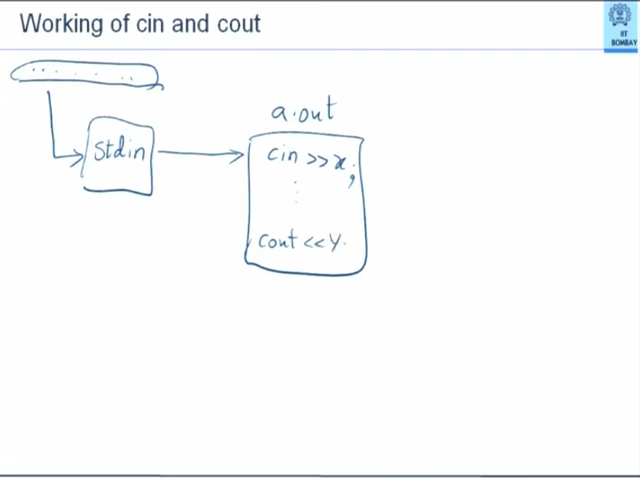 Working of cin and cout
IIT
BOMBAY
a.out
stdin
cin >> x;
cout << y.